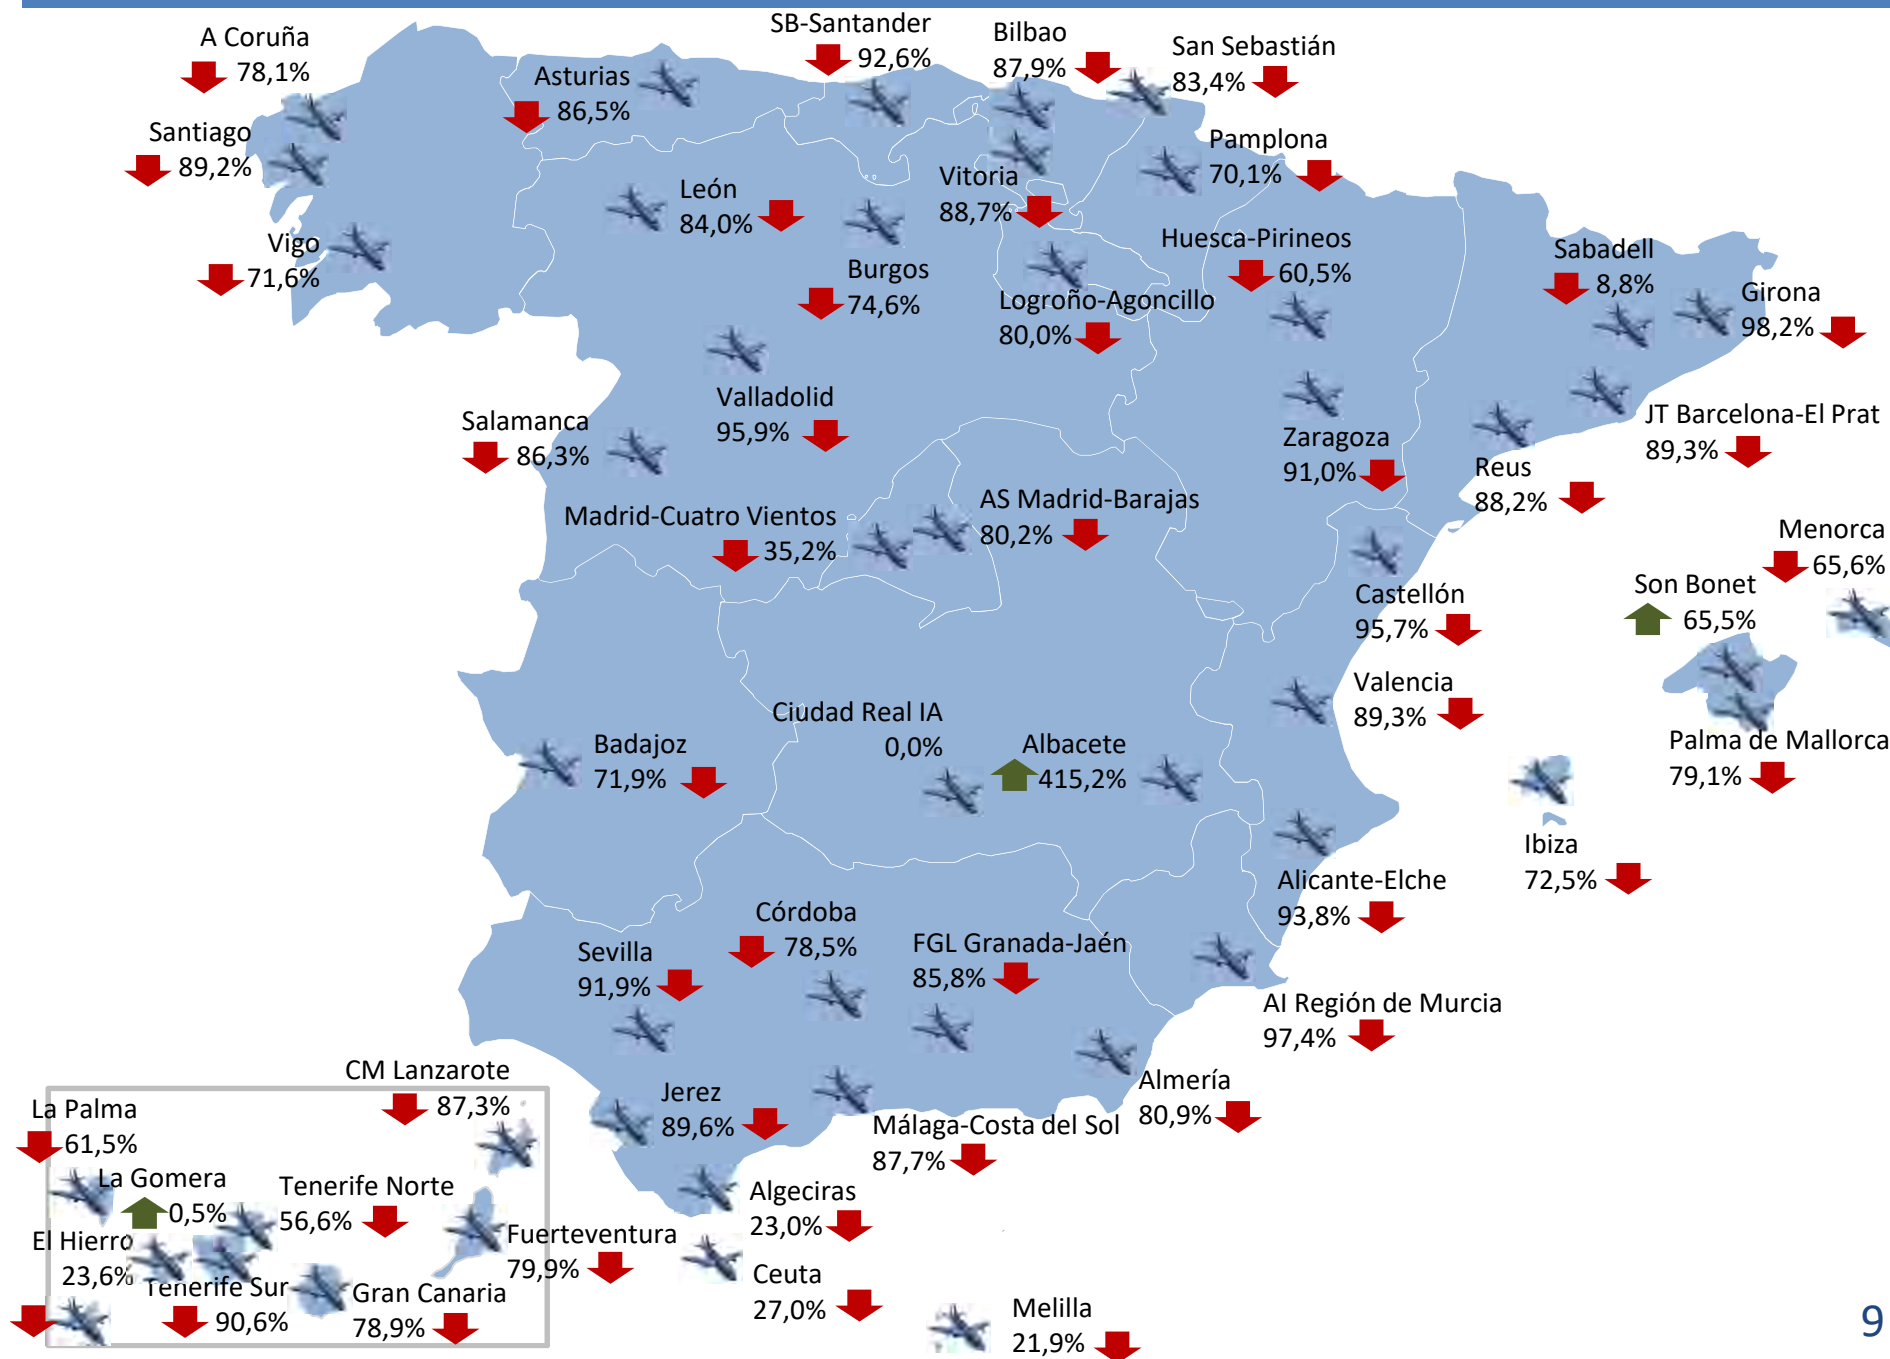 A Coruña
78,1%
SB-Santander
92,6%
Bilbao
87,9%
San Sebastián
83,4%
Asturias
86,5%
Santiago
89,2%
Pamplona
70,1%
León
84,0%
Vitoria
88,7%
Vigo
71,6%
Huesca-Pirineos
60,5%
Sabadell
8,8%
Girona
98,2%
Burgos
74,6%
Logroño-Agoncillo
80,0%
Valladolid
95,9%
Salamanca
86,3%
Zaragoza
91,0%
JT Barcelona-El Prat
89,3%
Reus
88,2%
Madrid-Cuatro Vientos
35,2%
AS Madrid-Barajas
80,2%
Menorca
65,6%
Son Bonet
65,5%
Castellón
95,7%
Valencia
89,3%
Palma de Mallorca
79,1%
Ciudad Real IA
0,0%
Albacete
415,2%
Badajoz
71,9%
Ibiza
72,5%
Alicante-Elche
93,8%
Córdoba
78,5%
Sevilla
91,9%
FGL Granada-Jaén
85,8%
AI Región de Murcia
97,4%
CM Lanzarote
87,3%
Jerez
89,6%
Almería
80,9%
Málaga-Costa del Sol
87,7%
La Palma
61,5%
La Gomera
0,5%
Tenerife Norte
56,6%
Algeciras
23,0%
El Hierro
23,6%
Fuerteventura
79,9%
Tenerife Sur
90,6%
Gran Canaria
78,9%
Ceuta
27,0%
Melilla
21,9%
9